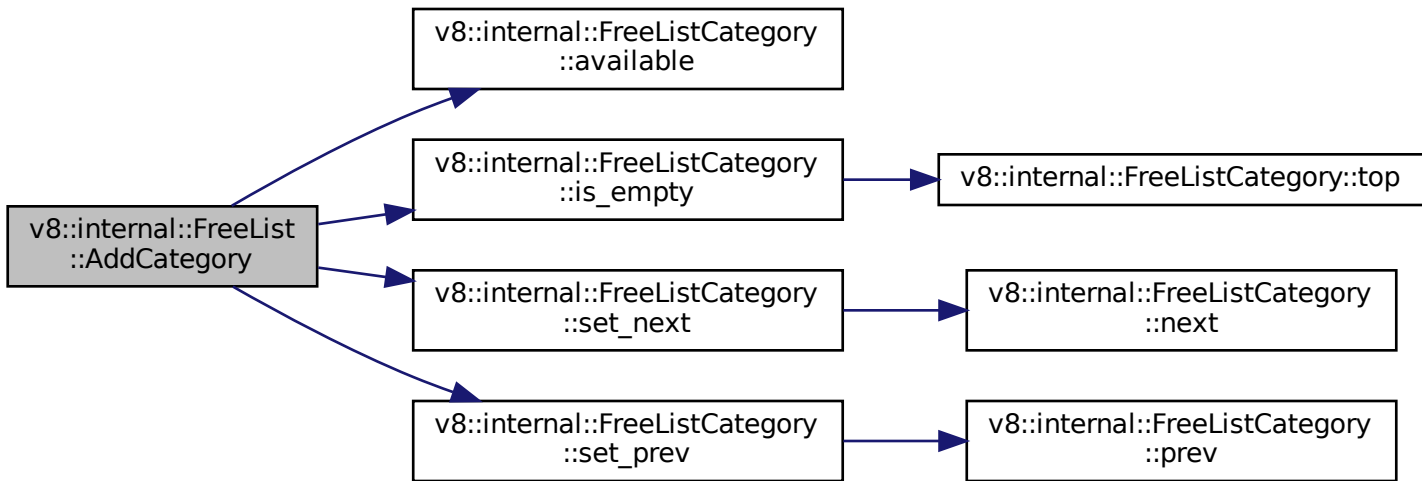 v8::internal::FreeList
::AddCategory
v8::internal::FreeListCategory
::available
v8::internal::FreeListCategory
::is_empty
v8::internal::FreeListCategory::top
v8::internal::FreeListCategory
::set_next
v8::internal::FreeListCategory
::next
v8::internal::FreeListCategory
::set_prev
v8::internal::FreeListCategory
::prev